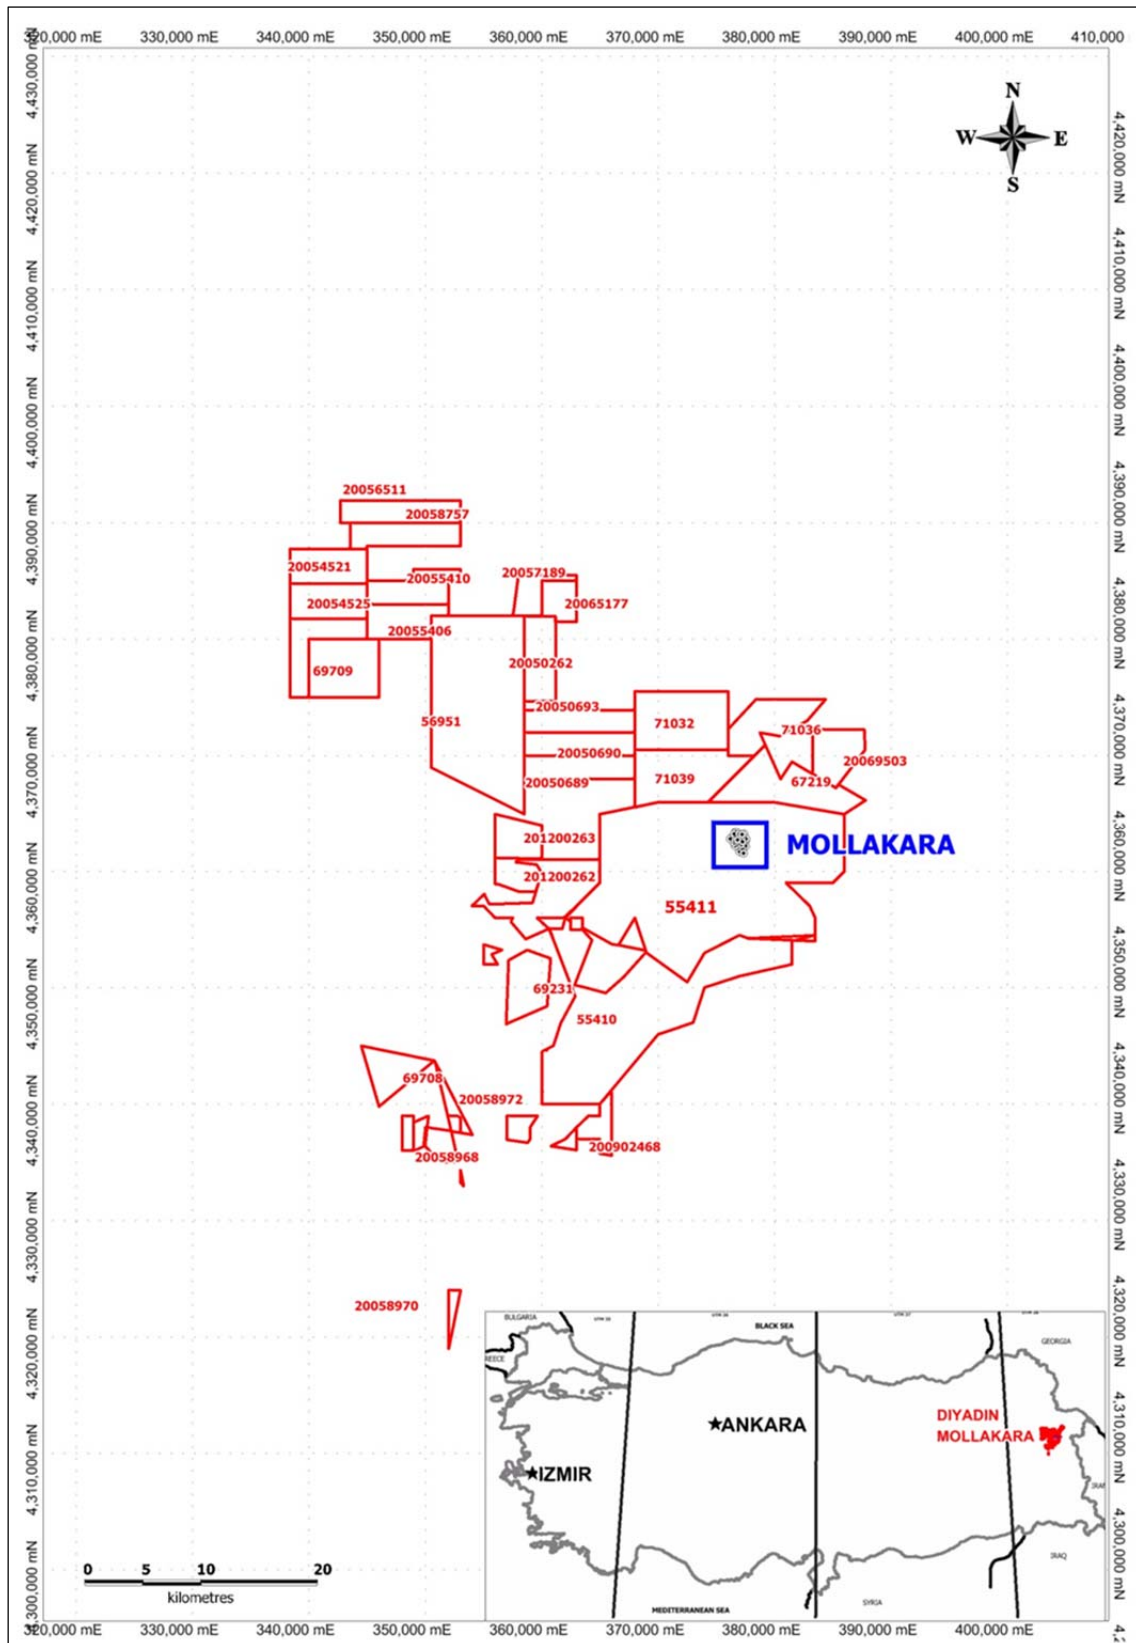 320,000 mE 330,000 mE 340,000 mE 350,000 mE 360,000 mE 370,000 mE 380,000 mE 390,000 mE 400,000 mE 410,000
N
W E
S
4,430,000 mN
4,420,000 mN
4,410,000 mN
4,400,000 mN
4,390,000 mN
4,380,000 mN
4,370,000 mN
4,360,000 mN
4,350,000 mN
4,340,000 mN
4,330,000 mN
4,320,000 mN
4,310,000 mN
4,300,000 mN
4,420,000 mN
4,410,000 mN
4,400,000 mN
4,390,000 mN
4,380,000 mN
4,370,000 mN
4,360,000 mN
4,350,000 mN
4,340,000 mN
4,330,000 mN
4,320,000 mN
4,310,000 mN
4,300,000 mN
20056511
20058757
20054521
20055410
20057189
20054525
20065177
20055406
69709
20050262
56951
20050693
71032
71036
20050690
20069503
20050689
71039
67219
201200263
MOLLAKARA
201200262
55411
69231
55410
69708
20058972
20058968
200902468
20058970
BULGARIA
BLACK SEA
GEORGIA
ANKARA
DIYADIN
MOLLAKARA
IZMIR
IRAQ
SYRIA
MEDITERRANEAN SEA
0 5 10 20
kilometres
320,000 mE 330,000 mE 340,000 mE 350,000 mE 360,000 mE 370,000 mE 380,000 mE 390,000 mE 400,000 mE